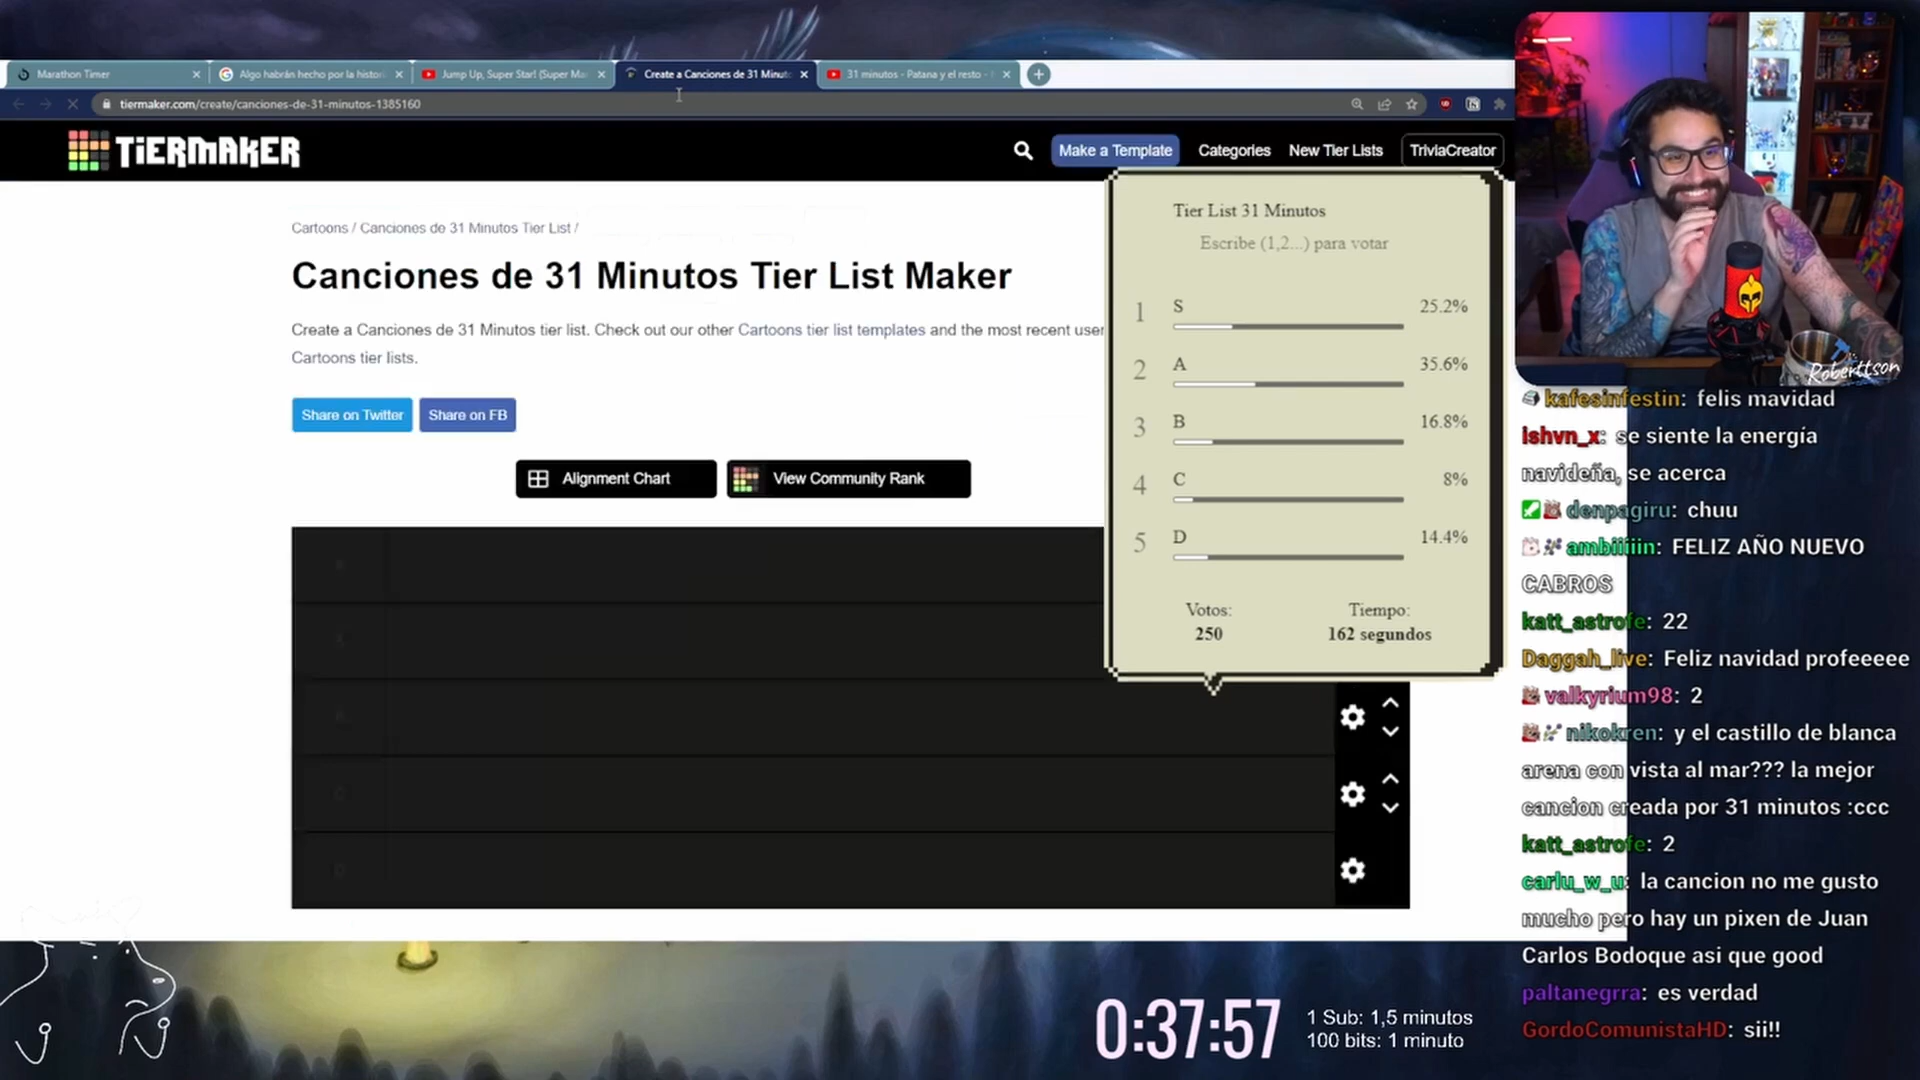 Marathon Timer
Algo habrán hecho por la histori
Jump Up, Super Star! (Super Ma
Create a Canciones de 31 Minuto
31 minutos - Patana y el resto -
tiermaker.com/create/canciones-de-31-minutos-1385160
TiERMAKER
Make a Template
Categories
New Tier Lists
TriviaCreator
Cartoons / Canciones de 31 Minutos Tier List /
Canciones de 31 Minutos Tier List Maker
Create a Canciones de 31 Minutos tier list. Check out our other Cartoons tier list templates and the most recent user
Cartoons tier lists.
Share on Twitter
Share on FB
Alignment Chart
View Community Rank
Tier List 31 Minutos
Escribe (1,2...) para votar
1 S 25.2%
2 A 35.6%
3 B 16.8%
4 C 8%
5 D 14.4%
Votos: Tiempo:
250 162 segundos
Roberttson
kafesinfestin: felis mavidad
ishvn_x: se siente la energía
navideña, se acerca
denpagiru: chuu
ambiiiiin: FELIZ AÑO NUEVO
CABROS
katt_astrofe: 22
Daggah_live: Feliz navidad profeeeee
valkyrium98: 2
nikokren: y el castillo de blanca
arena con vista al mar??? la mejor
cancion creada por 31 minutos :ccc
katt_astrofe: 2
carlu_w_u: la cancion no me gusto
mucho pero hay un pixen de Juan
Carlos Bodoque asi que good
paltanegrra: es verdad
GordoComunistaHD: sii!!
0:37:57
1 Sub: 1,5 minutos
100 bits: 1 minuto